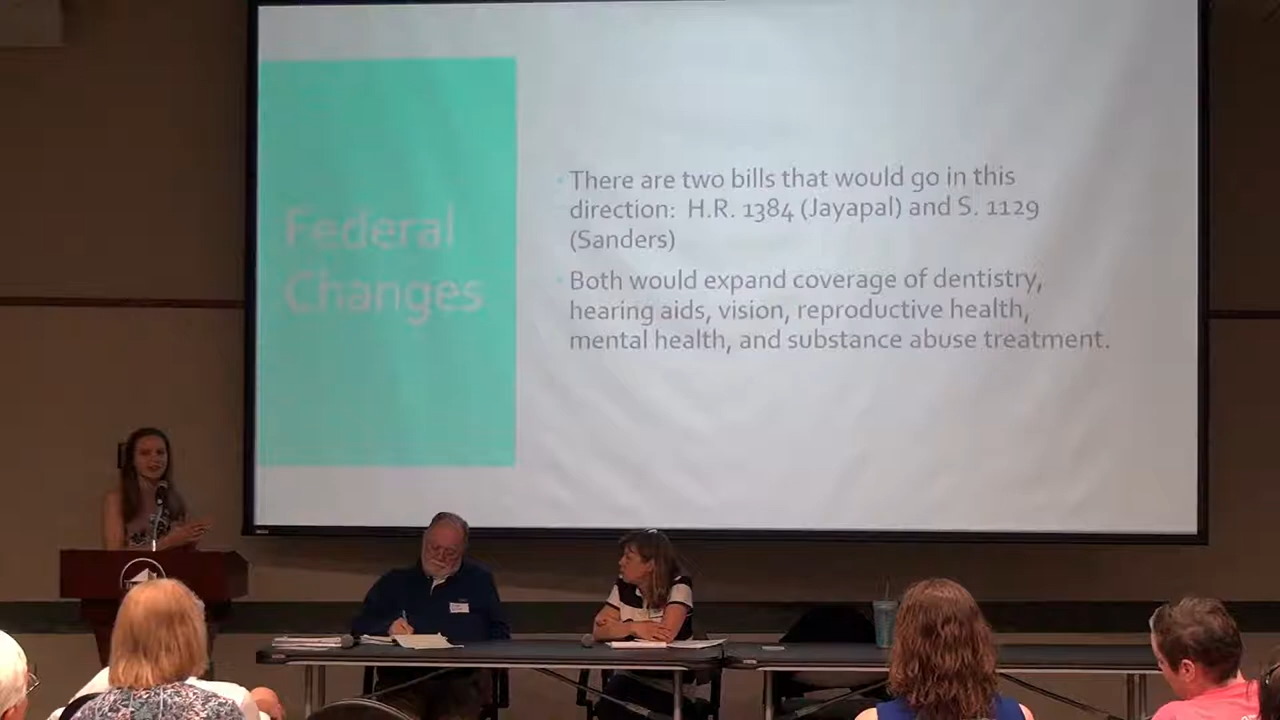 Federal
Changes
There are two bills that would go in this
direction: H.R. 1384 (Jayapal) and S. 1129
(Sanders)
Both would expand coverage of dentistry,
hearing aids, vision, reproductive health,
mental health, and substance abuse treatment.